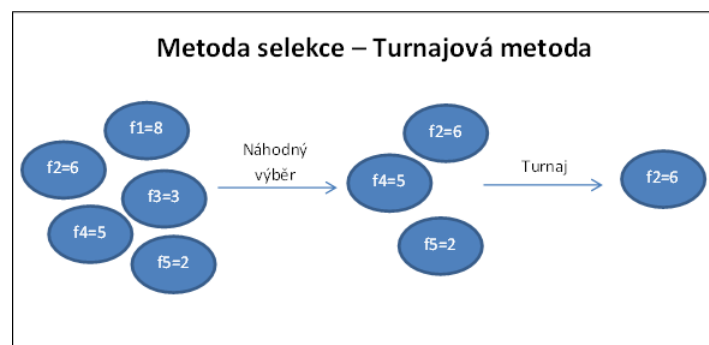 Metoda selekce – Turnajová metoda
f1=8
f2=6
f3=3
f4=5
f5=2
Náhodný
výběr
f2=6
f4=5
f5=2
Turnaj
f2=6